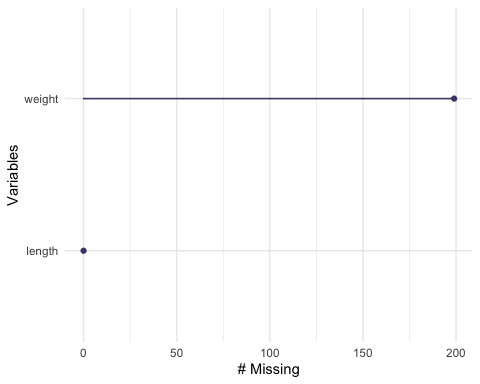 weight
Variables
length
0 50 100 150 200
# Missing